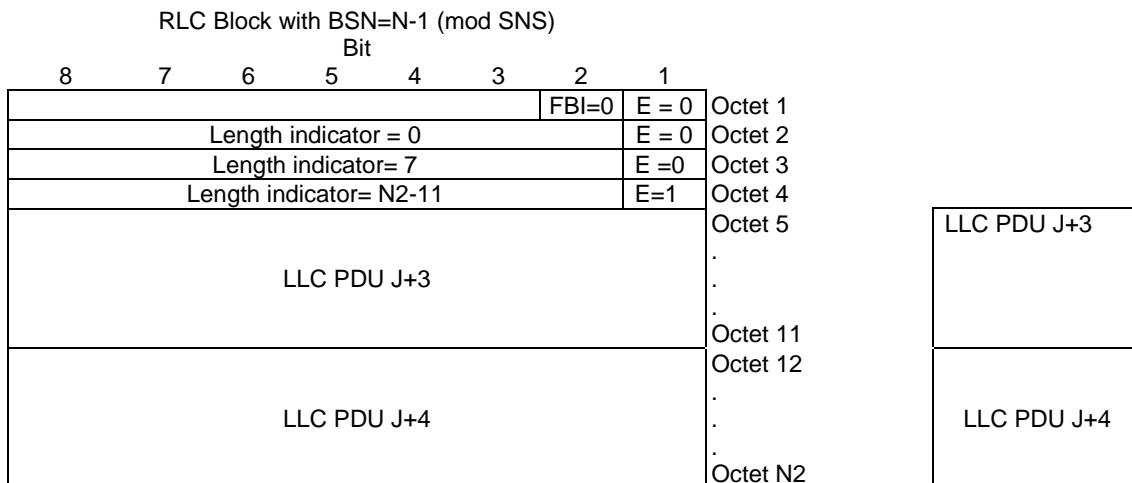 RLC Block with BSN=N-1 (mod SNS)
Bit
8 7 6 5 4 3 2 1
FBI=0 E = 0 Octet 1
Length indicator = 0 E = 0 Octet 2
Length indicator= 7 E =0 Octet 3
Length indicator= N2-11 E=1 Octet 4
Octet 5 LLC PDU J+3
.
LLC PDU J+3 .
.
Octet 11
Octet 12
.
LLC PDU J+4 . LLC PDU J+4
.
Octet N2